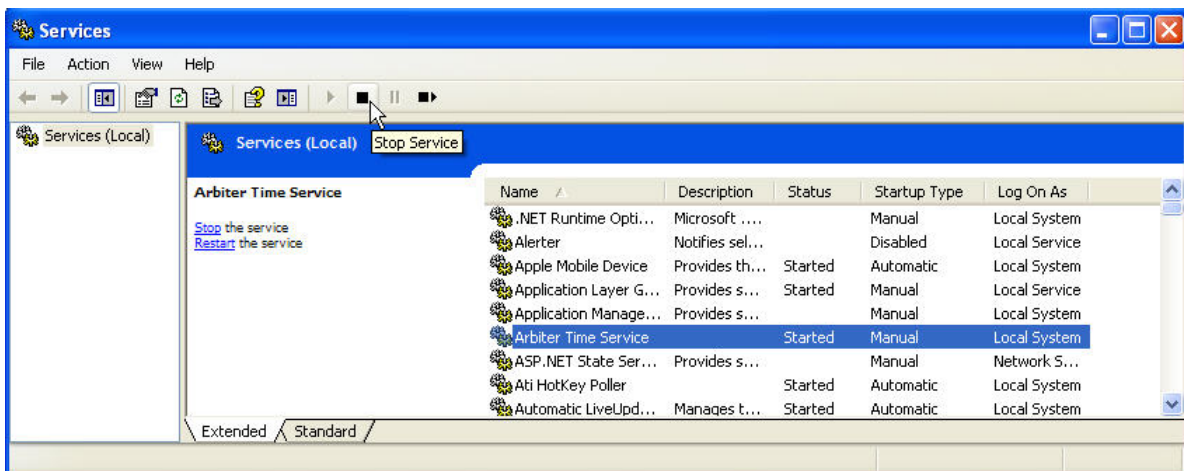 Services
File Action View Help
Stop Service
Services (Local)
Services (Local)
Arbiter Time Service
Stop the service
Restart the service
Name Description Status Startup Type Log On As
.NET Runtime Opti... Microsoft .... Manual Local System
Alerter Notifies sel... Disabled Local Service
Apple Mobile Device Provides th... Started Automatic Local System
Application Layer G... Provides s... Started Manual Local Service
Application Manage... Provides s... Manual Local System
Arbiter Time Service Started Manual Local System
ASP.NET State Ser... Provides s... Manual Network S...
Ati HotKey Poller Started Automatic Local System
Automatic LiveUpd... Manages t... Started Automatic Local System
Extended Standard